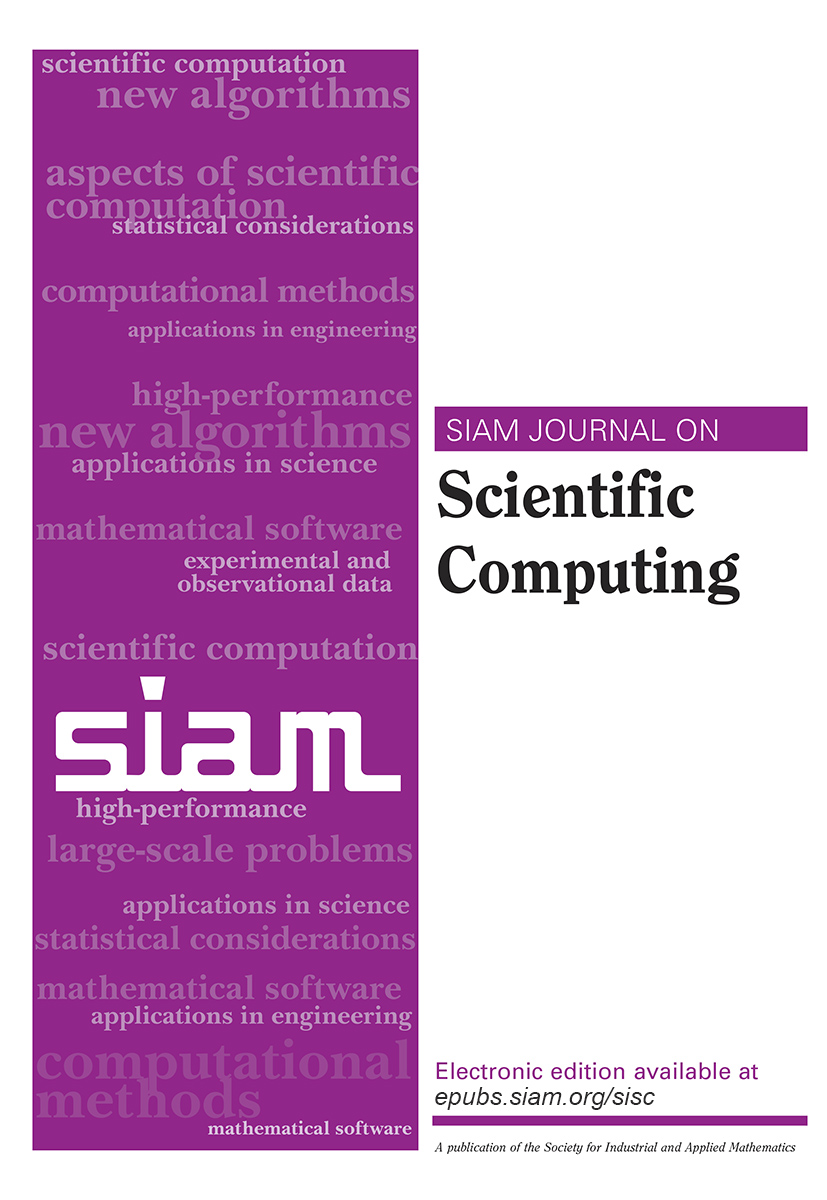 scientific computation
new algorithms
aspects of scientific
computation
statistical considerations
computational methods
applications in engineering
high-performance
new algorithms
applications in science
mathematical software
experimental and
observational data
scientific computation
siam
high-performance
large-scale problems
applications in science
statistical considerations
mathematical software
applications in engineering
computational
methods
mathematical software
SIAM JOURNAL ON
Scientific
Computing
Electronic edition available at
epubs.siam.org/sisc
A publication of the Society for Industrial and Applied Mathematics